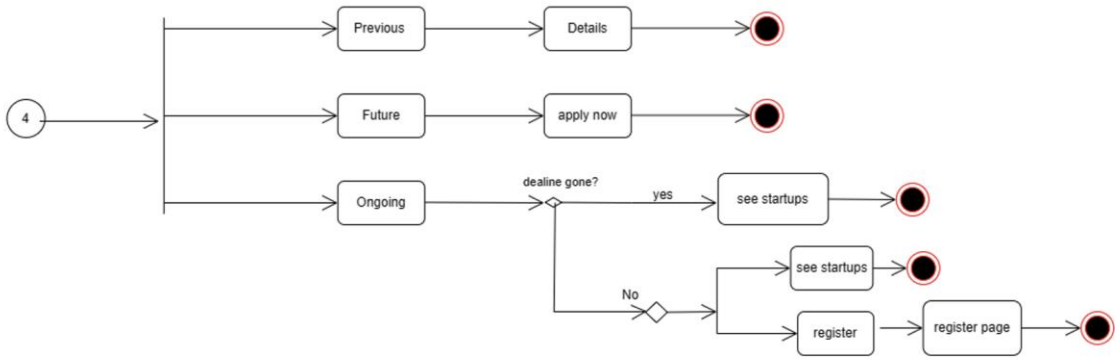 Previous
Details
4
Future
apply now
dealine gone?
Ongoing
yes
see startups
see startups
No
register
register page